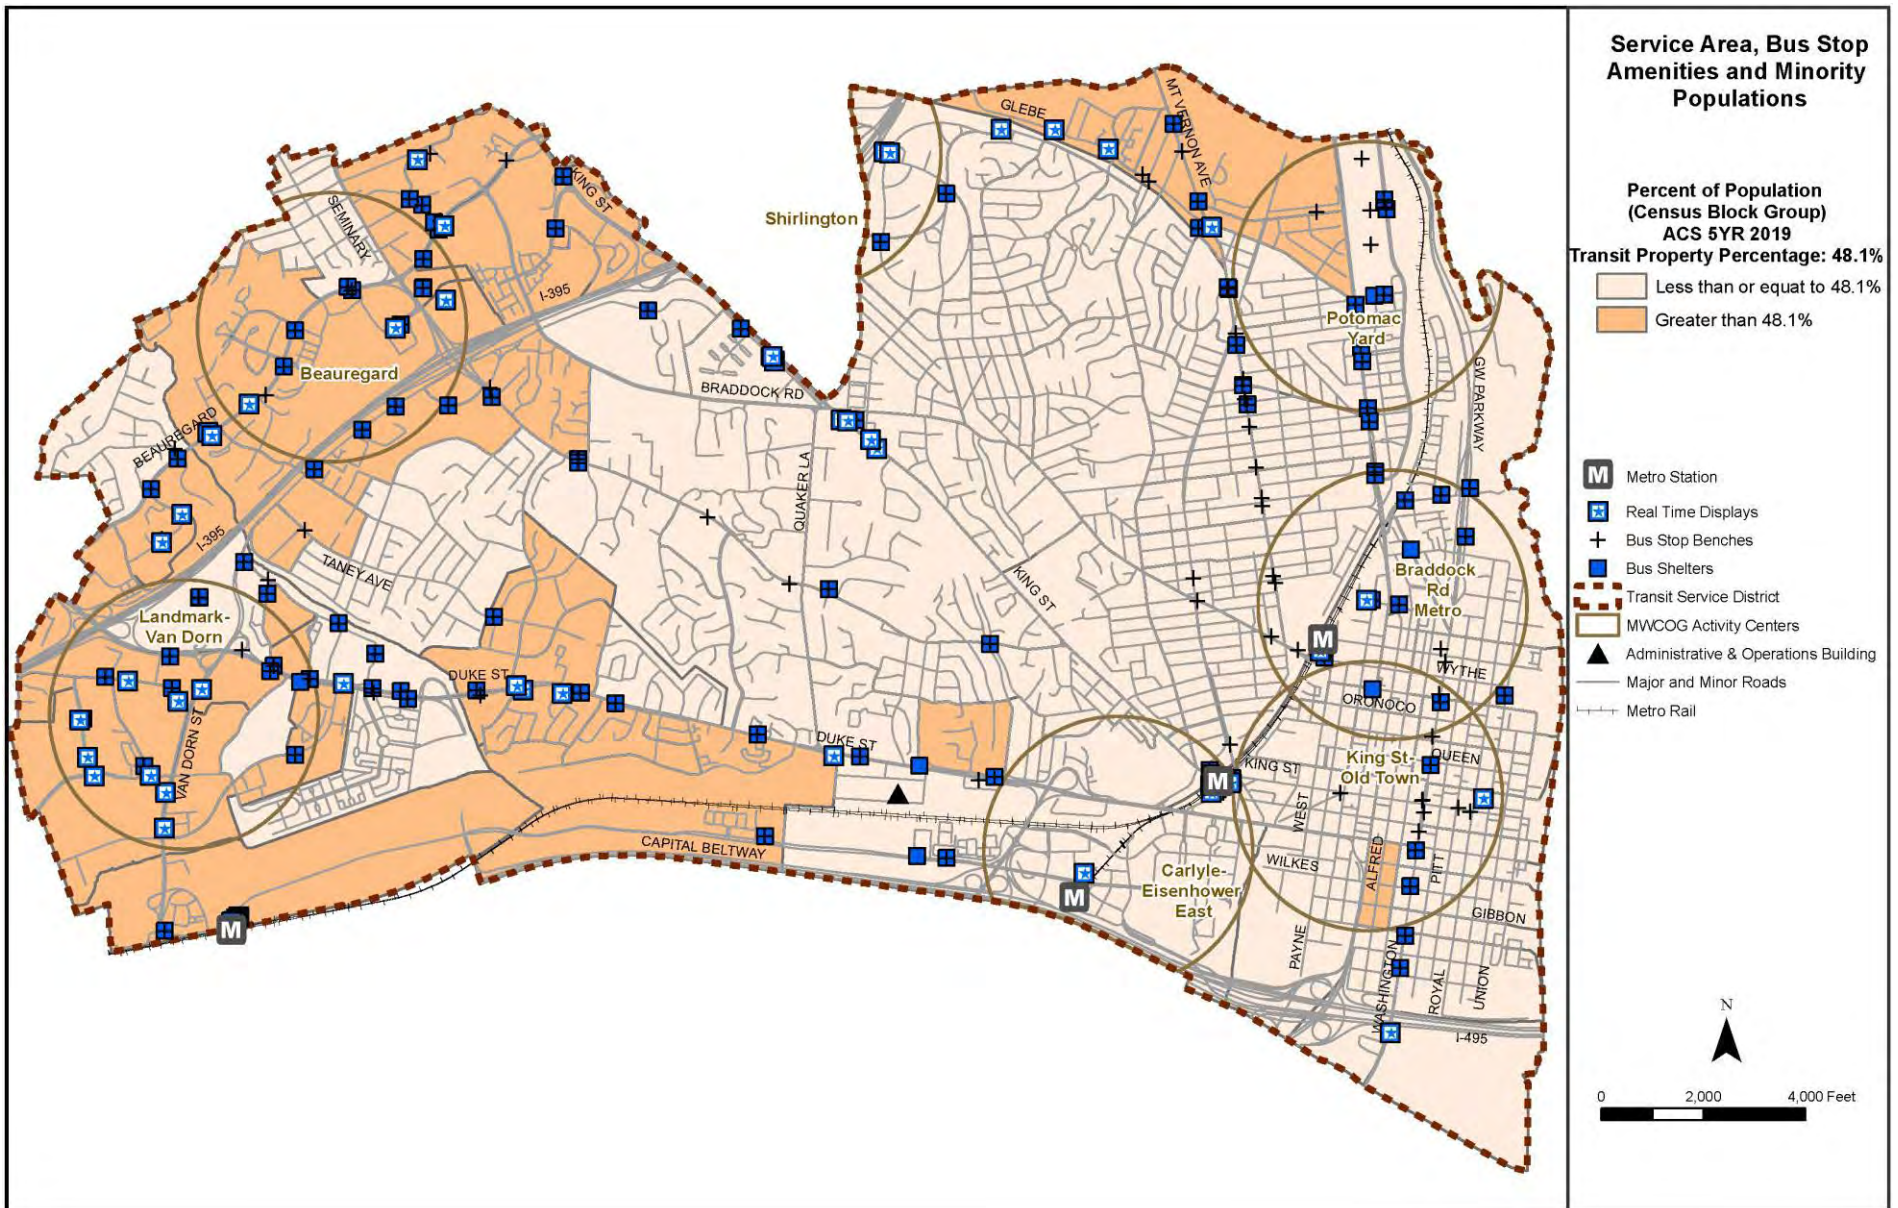 Service Area, Bus Stop
Amenities and Minority
Populations
Percent of Population
(Census Block Group)
ACS 5YR 2019
Transit Property Percentage: 48.1%
Less than or equat to 48.1%
Greater than 48.1%
M Metro Station
Real Time Displays
Bus Stop Benches
Bus Shelters
Transit Service District
MWCOG Activity Centers
Administrative & Operations Building
Major and Minor Roads
Metro Rail
N
0 2,000 4,000 Feet
GLEBE
MT VERNON AVE
KING ST
SEMINARY
Shirlington
I-395
Potomac
Yard
Beauregard
BRADDOCK RD
GW PARKWAY
BEAUREGARD
QUAKER LA
I-395
TANEY AVE
KING ST
Braddock
Rd
Metro
Landmark-
Van Dorn
M
WYTHE
DUKE ST
ORONOCO
VAN DORN ST
DUKE ST
QUEEN
KING ST
King St-
Old Town
M
WEST
CAPITAL BELTWAY
WILKES
ALFRED
PITT
Carlyle-
Eisenhower
East
M
GIBBON
M
PAYNE
WASHINGTON
ROYAL
UNION
I-495